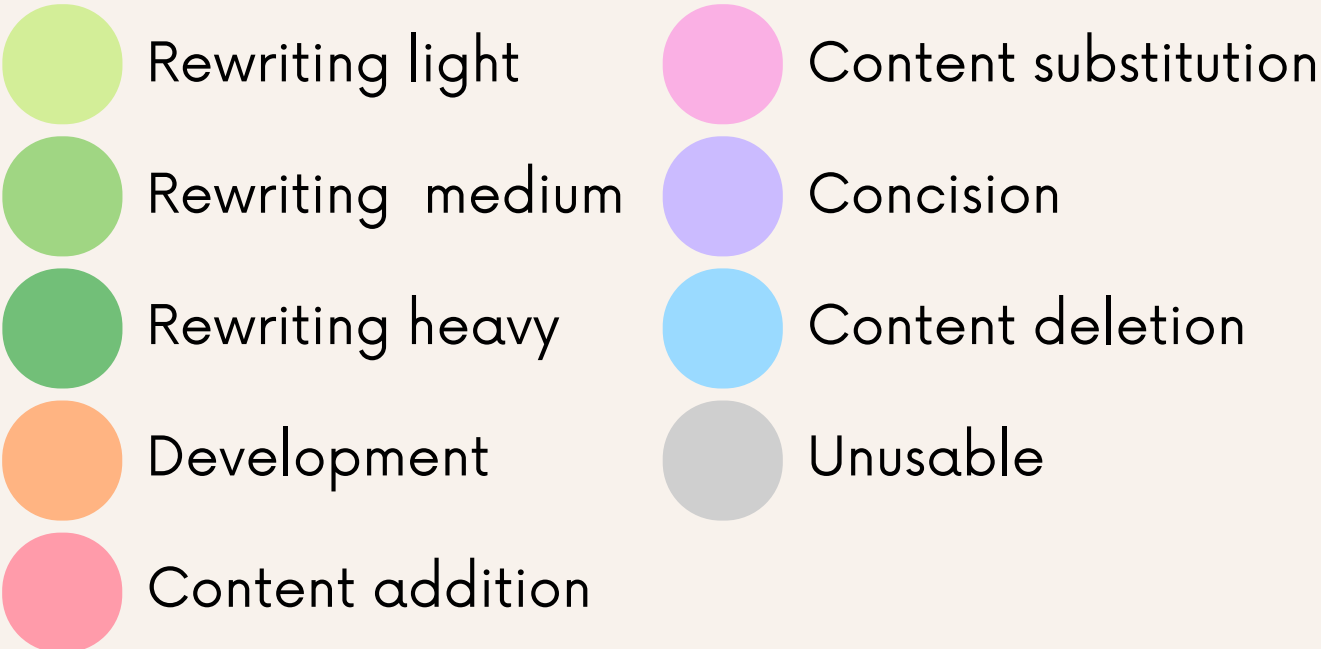 Rewriting light
Rewriting medium
Rewriting heavy
Development
Content addition
Content substitution
Concision
Content deletion
Unusable